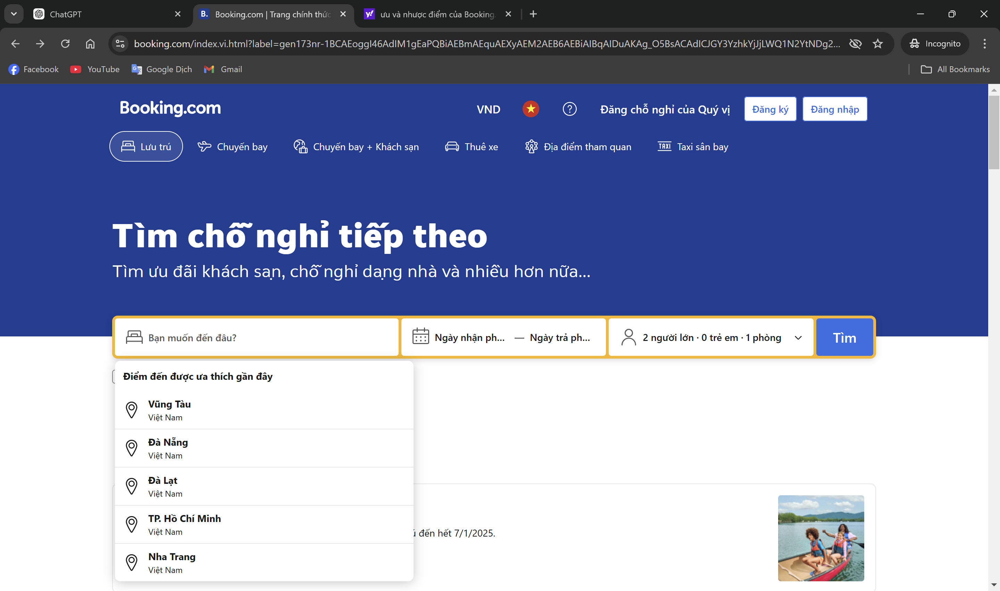 ChatGPT
B. Booking.com | Trang chính thức
y! ưu và nhược điểm của Booking.
booking.com/index.vi.html?label=gen173nr-1BCAEoggI46AdIM1gEaPQBiAEBmAEquAEXyAEM2AEB6AEBiAIBqAIDuAKAg_O5BsACAdICJGY3YzhkYjJjLWQ1N2YtNDg2...
Incognito
Facebook
YouTube
Google Dịch
Gmail
All Bookmarks
Booking.com
VND
Đăng chỗ nghỉ của Quý vị
Đăng ký
Đăng nhập
Lưu trú
Chuyến bay
Chuyến bay + Khách sạn
Thuê xe
Địa điểm tham quan
TAXI Taxi sân bay
Tìm chỗ nghỉ tiếp theo
Tìm ưu đãi khách sạn, chỗ nghỉ dạng nhà và nhiều hơn nữa...
Bạn muốn đến đâu?
Ngày nhận ph... — Ngày trả ph...
2 người lớn · 0 trẻ em · 1 phòng
Tìm
Điểm đến được ưa thích gần đây
Vũng Tàu
Việt Nam
Đà Nẵng
Việt Nam
Đà Lạt
Việt Nam
TP. Hồ Chí Minh
Việt Nam
đến hết 7/1/2025.
Nha Trang
Việt Nam